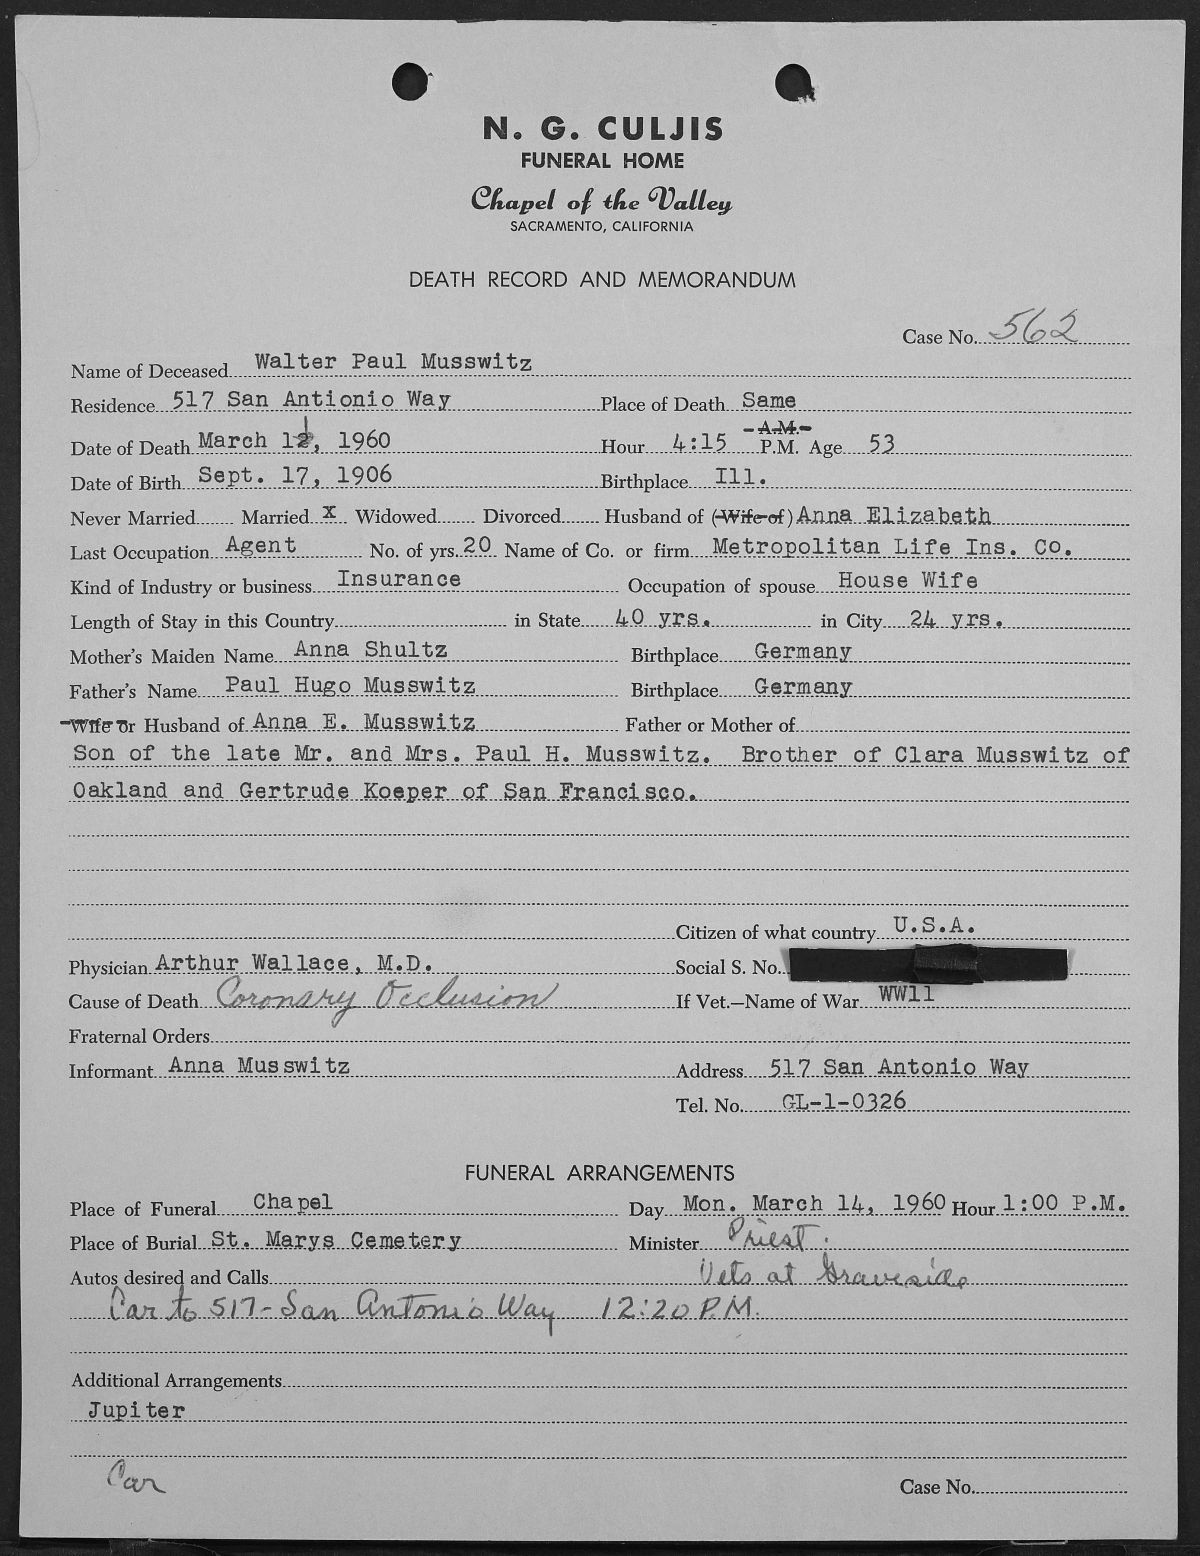 N. G. CULJIS
FUNERAL HOME
Chapel of the Valley
SACRAMENTO, CALIFORNIA
DEATH RECORD AND MEMORANDUM
Case No. 562
Name of Deceased Walter Paul Musswitz
Residence 517 San Antionio Way Place of Death Same
Date of Death March 11, 1960 Hour 4:15 A.M. P.M. Age 53
Date of Birth Sept. 17, 1906 Birthplace Ill.
Never Married Married x Widowed Divorced Husband of (Wife of) Anna Elizabeth
Last Occupation Agent No. of yrs. 20 Name of Co. or firm Metropolitan Life Ins. Co.
Kind of Industry or business Insurance Occupation of spouse House Wife
Length of Stay in this Country in State 40 yrs. in City 24 yrs.
Mother's Maiden Name Anna Shultz Birthplace Germany
Father's Name Paul Hugo Musswitz Birthplace Germany
Wife or Husband of Anna E. Musswitz Father or Mother of
Son of the late Mr. and Mrs. Paul H. Musswitz. Brother of Clara Musswitz of
Oakland and Gertrude Koeper of San Francisco.
Citizen of what country U.S.A.
Physician Arthur Wallace, M.D. Social S. No.
Cause of Death Coronary Occlusion If Vet.—Name of War WW11
Fraternal Orders
Informant Anna Musswitz Address 517 San Antonio Way
Tel. No. GL-1-0326
FUNERAL ARRANGEMENTS
Place of Funeral Chapel Day Mon. March 14, 1960 Hour 1:00 P.M.
Place of Burial St. Marys Cemetery Minister Priest.
Autos desired and Calls Vets at Graveside
Car to 517- San Antonio Way 12:20 P.M.
Additional Arrangements
Jupiter
Car Case No.